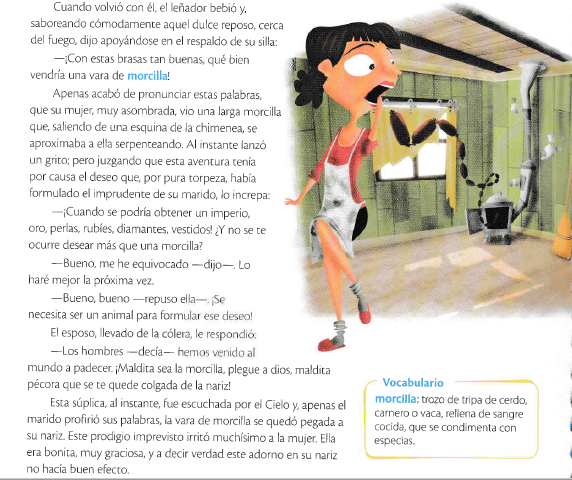 Cuando volvió con él, el leñador bebió y,
saboreando cómodamente aquel dulce reposo, cerca
del fuego, dijo apoyándose en el respaldo de su silla:
—¡Con estas brasas tan buenas, qué bien
vendría una vara de morcilla!
Apenas acabó de pronunciar estas palabras,
que su mujer, muy asombrada, vio una larga morcilla
que, saliendo de una esquina de la chimenea, se
aproximaba a ella serpenteando. Al instante lanzó
un grito; pero juzgando que esta aventura tenía
por causa el deseo que, por pura torpeza, había
formulado el imprudente de su marido, lo increpa:
—¡Cuando se podría obtener un imperio,
oro, perlas, rubíes, diamantes, vestidos! ¿Y no se te
ocurre desear más que una morcilla?
—Bueno, me he equivocado —dijo—. Lo
haré mejor la próxima vez.
—Bueno, bueno —repuso ella—. ¡Se
necesita ser un animal para formular ese deseo!
El esposo, llevado de la cólera, le respondió:
—Los hombres —decía— hemos venido al
mundo a padecer. ¡Maldita sea la morcilla, plegue a dios, maldita
pécora que se te quede colgada de la nariz!
Esta súplica, al instante, fue escuchada por el Cielo y, apenas el
marido profirió sus palabras, la vara de morcilla se quedó pegada a
su nariz. Este prodigio imprevisto irritó muchísimo a la mujer. Ella
era bonita, muy graciosa, y a decir verdad este adorno en su nariz
no hacía buen efecto.
Vocabulario
morcilla: trozo de tripa de cerdo,
carnero o vaca, rellena de sangre
cocida, que se condimenta con
especias.